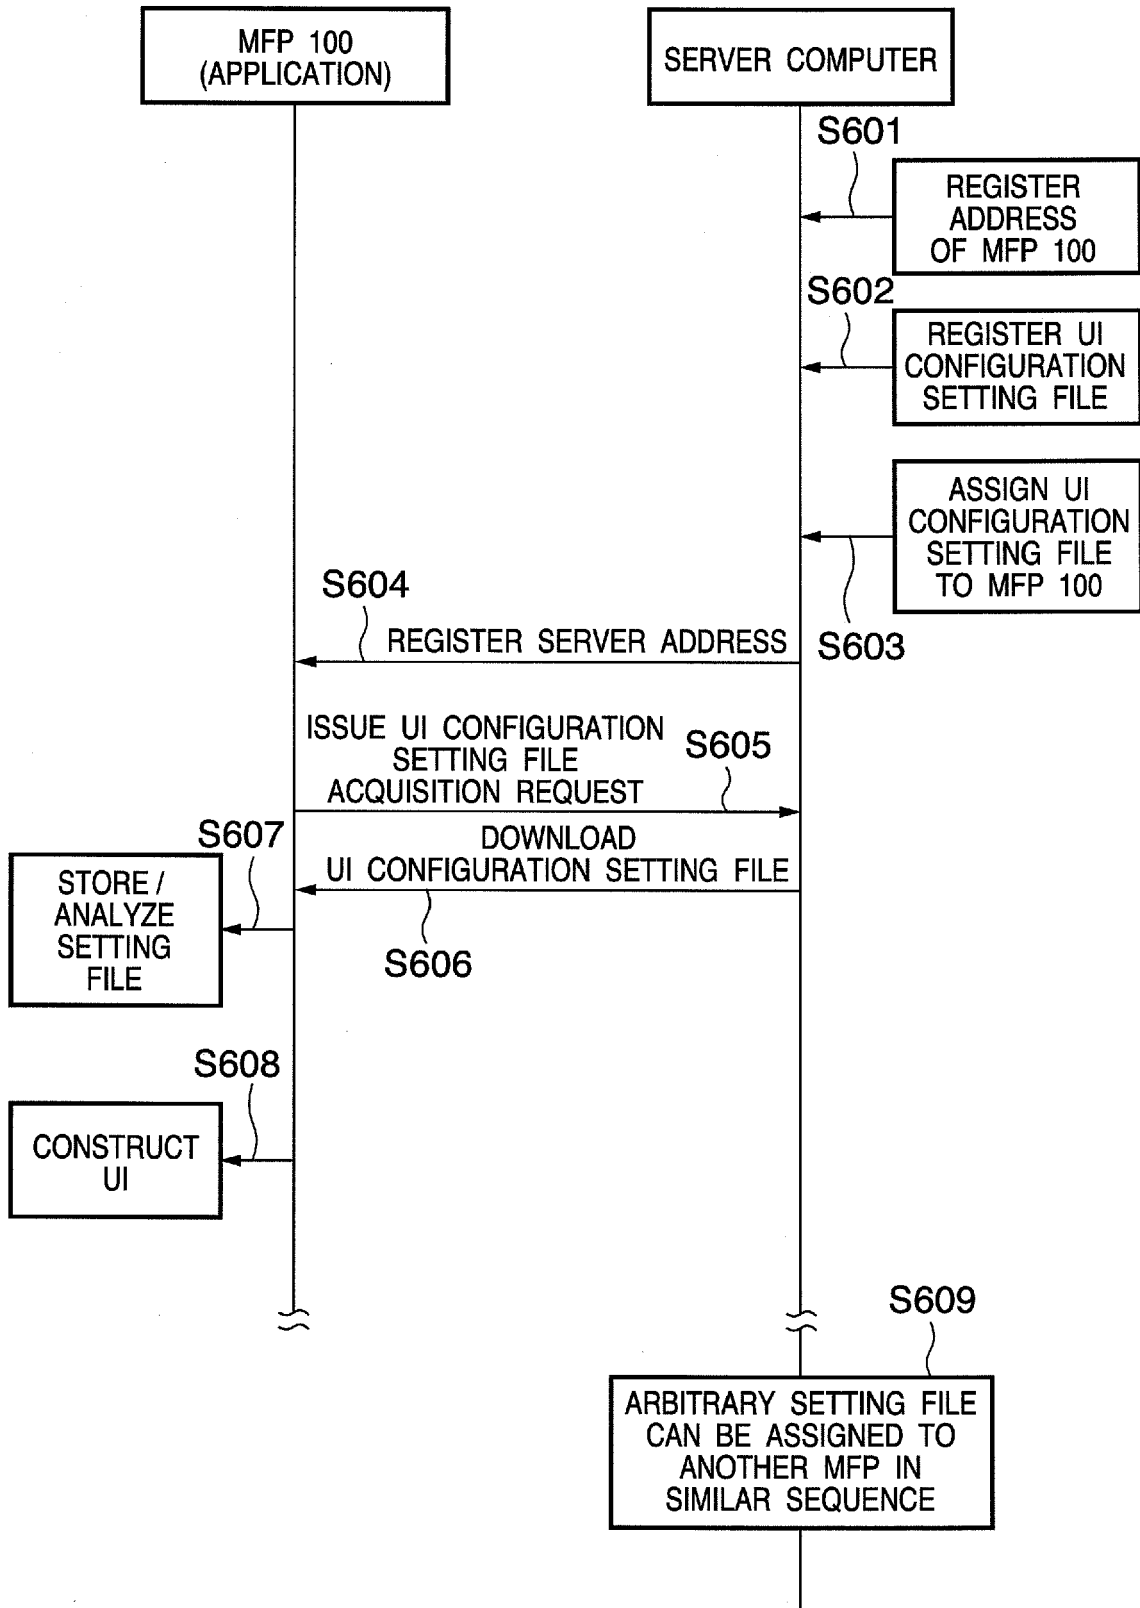 MFP 100
(APPLICATION)
SERVER COMPUTER
S601
REGISTER
ADDRESS
OF MFP 100
S602
REGISTER UI
CONFIGURATION
SETTING FILE
ASSIGN UI
CONFIGURATION
SETTING FILE
TO MFP 100
S603
S604
REGISTER SERVER ADDRESS
ISSUE UI CONFIGURATION
SETTING FILE
ACQUISITION REQUEST
S605
DOWNLOAD
UI CONFIGURATION SETTING FILE
S606
S607
STORE /
ANALYZE
SETTING
FILE
S608
CONSTRUCT
UI
S609
ARBITRARY SETTING FILE
CAN BE ASSIGNED TO
ANOTHER MFP IN
SIMILAR SEQUENCE